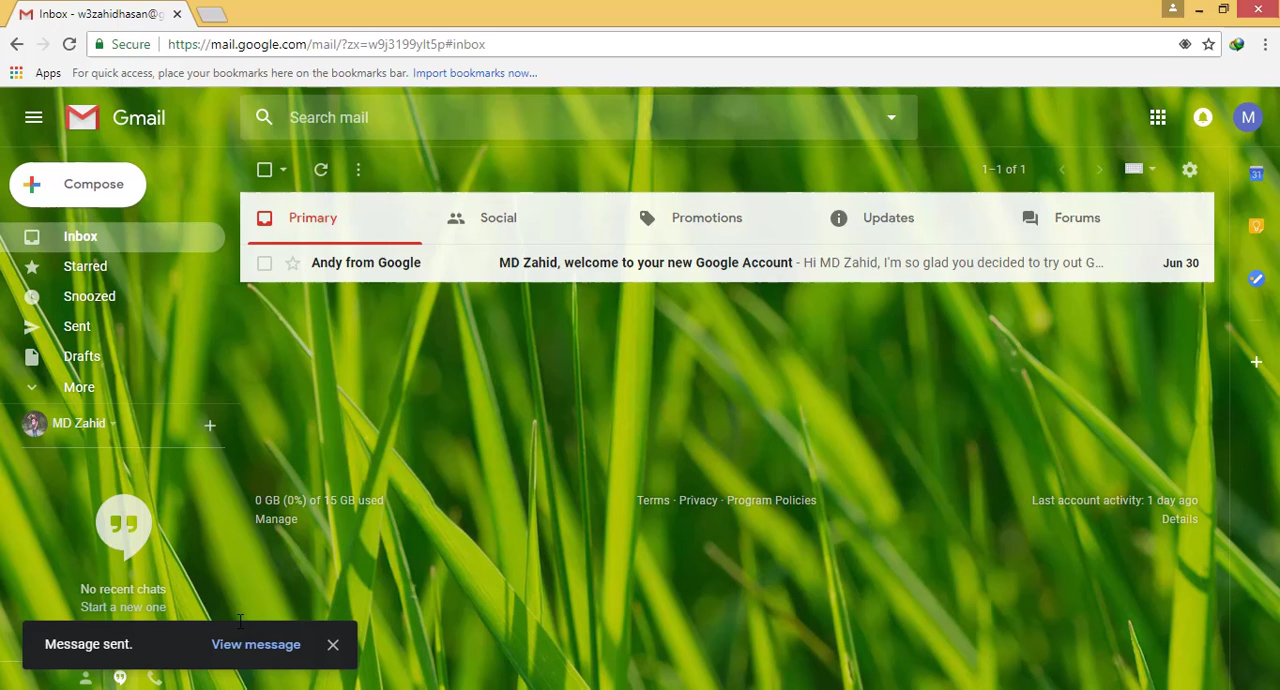 Inbox - w3zahidhasan@g
Secure https://mail.google.com/mail/?zx=w9j3199ylt5p#inbox
Apps For quick access, place your bookmarks here on the bookmarks bar. Import bookmarks now...
Gmail Search mail M
Compose 1–1 of 1
Primary Social Promotions Updates Forums
Inbox
Andy from Google MD Zahid, welcome to your new Google Account - Hi MD Zahid, I'm so glad you decided to try out G... Jun 30
Starred
Snoozed
Sent
Drafts
More
MD Zahid
0 GB (0%) of 15 GB used Terms · Privacy · Program Policies Last account activity: 1 day ago
Manage Details
No recent chats
Start a new one
Message sent. View message
31